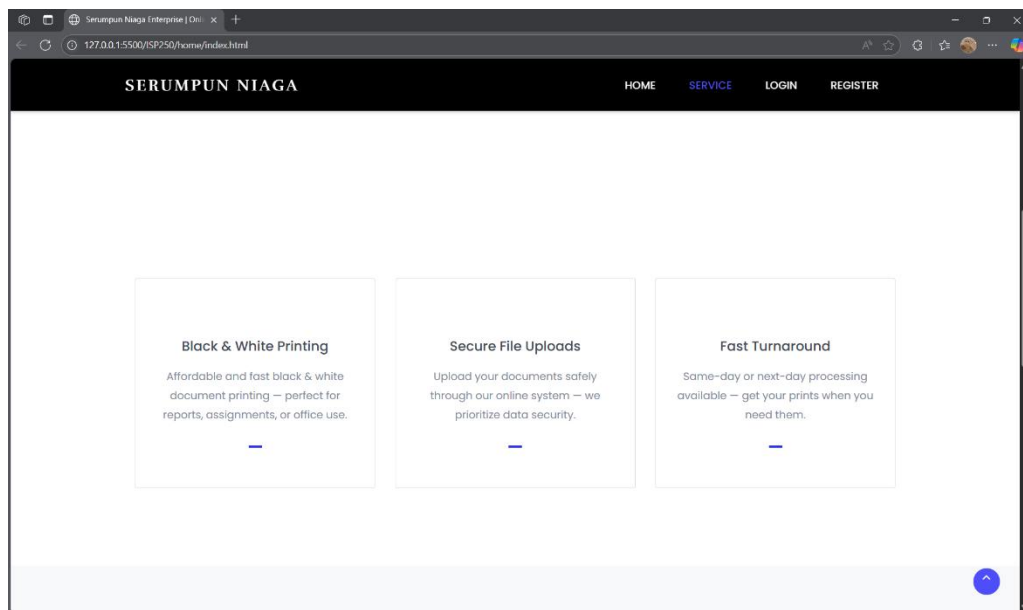 Serumpun Niaga Enterprise | Onli
127.0.0.1:5500/ISP250/home/index.html
SERUMPUN NIAGA
HOME SERVICE LOGIN REGISTER
Black & White Printing
Affordable and fast black & white
document printing — perfect for
reports, assignments, or office use.
Secure File Uploads
Upload your documents safely
through our online system — we
prioritize data security.
Fast Turnaround
Same-day or next-day processing
available — get your prints when you
need them.